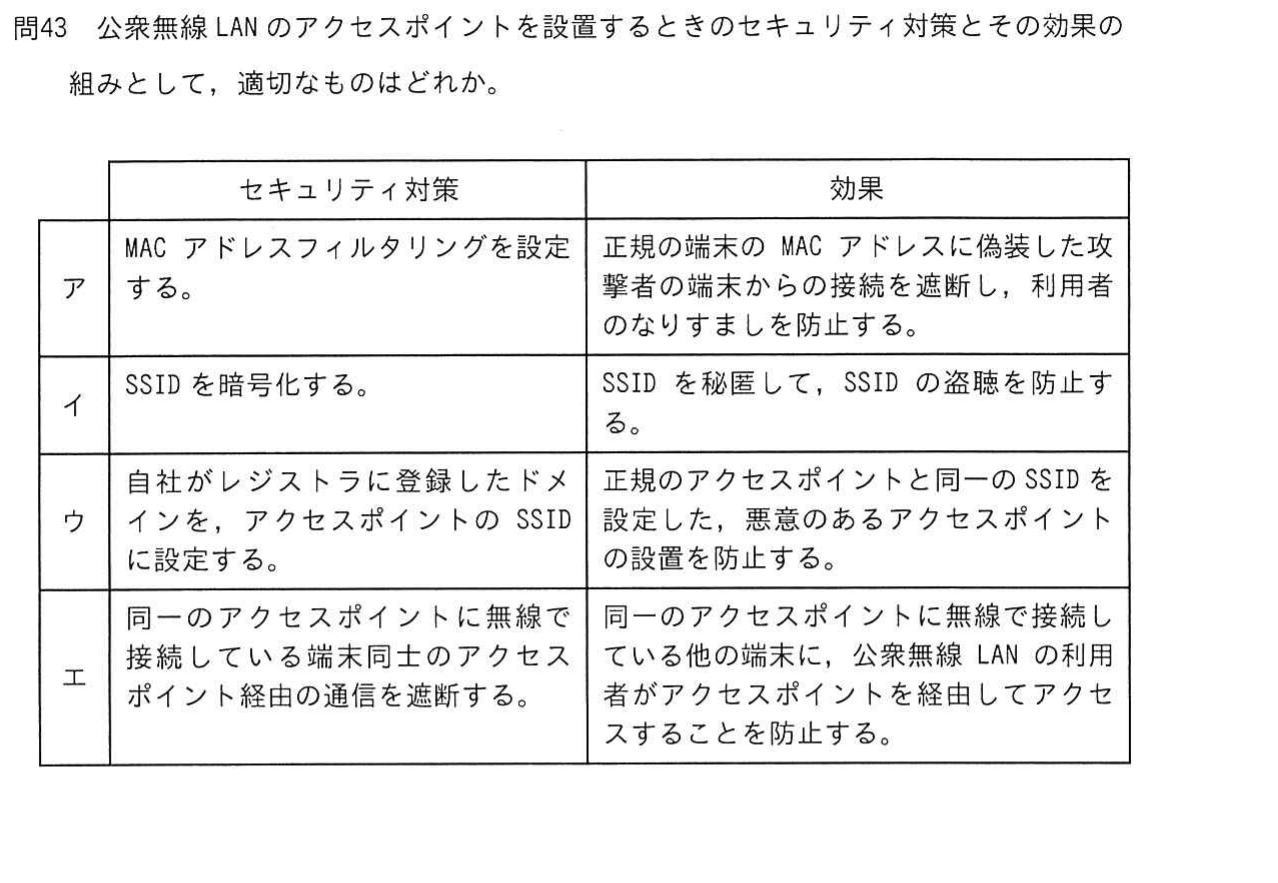 問43　公衆無線 LAN のアクセスポイントを設置するときのセキュリティ対策とその効果の
組みとして，適切なものはどれか。
セキュリティ対策
効果
ア
MAC アドレスフィルタリングを設定
する。
正規の端末の MAC アドレスに偽装した攻
撃者の端末からの接続を遮断し，利用者
のなりすましを防止する。
イ
SSID を暗号化する。
SSID を秘匿して，SSID の盗聴を防止す
る。
ウ
自社がレジストラに登録したドメ
インを，アクセスポイントの SSID
に設定する。
正規のアクセスポイントと同一の SSID を
設定した，悪意のあるアクセスポイント
の設置を防止する。
エ
同一のアクセスポイントに無線で
接続している端末同士のアクセス
ポイント経由の通信を遮断する。
同一のアクセスポイントに無線で接続し
ている他の端末に，公衆無線 LAN の利用
者がアクセスポイントを経由してアクセ
スすることを防止する。